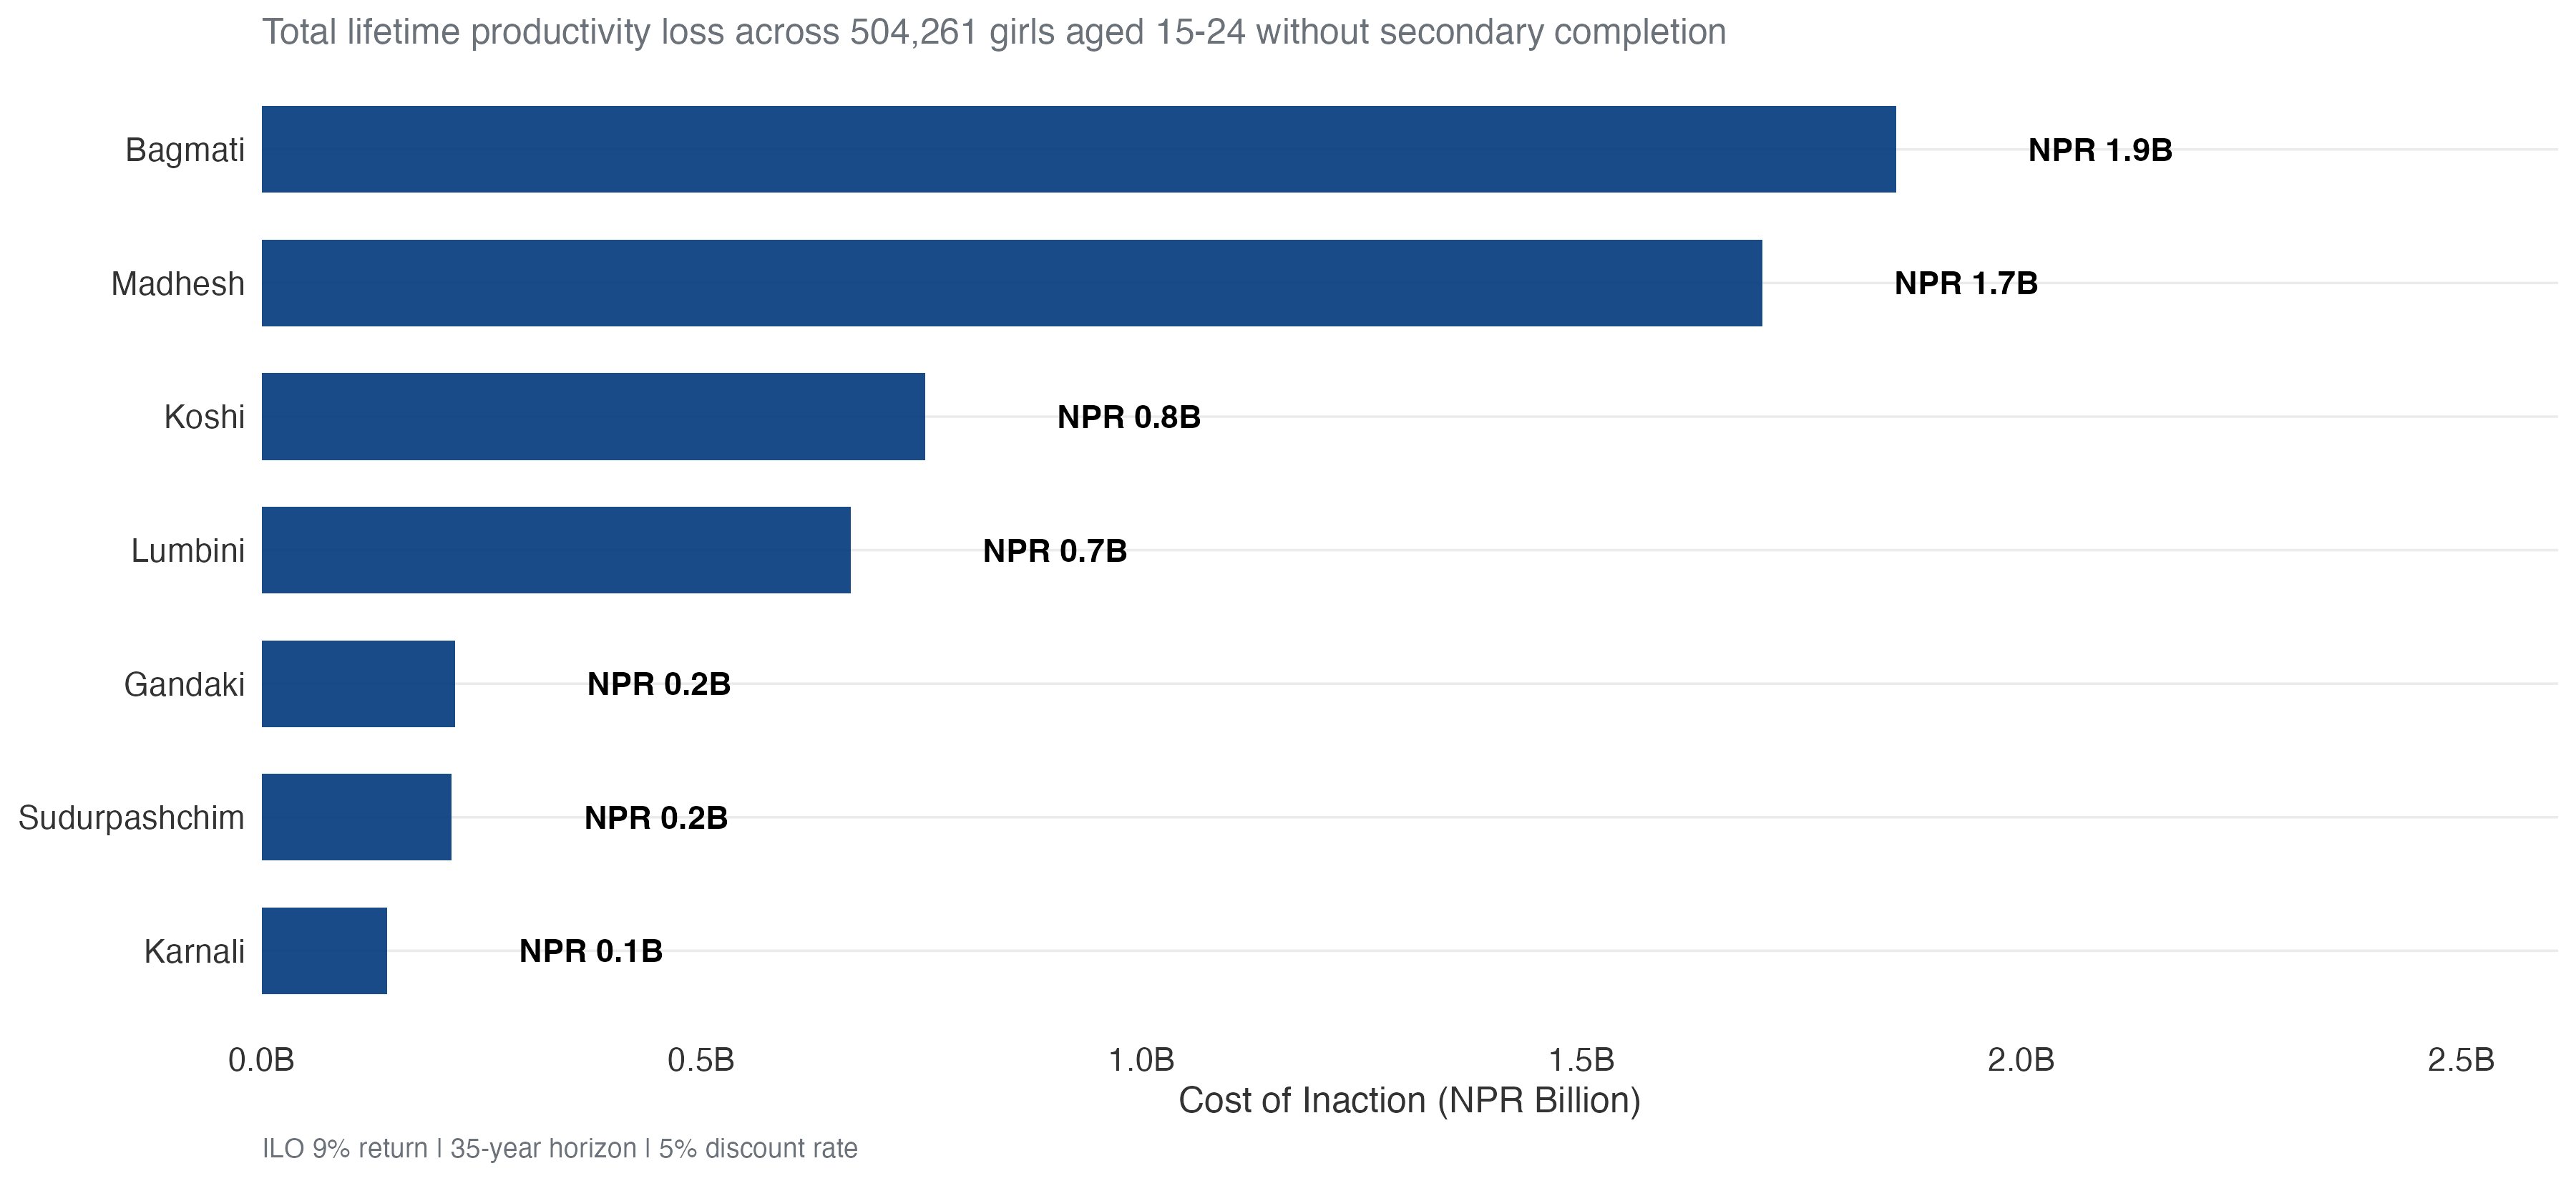 Total lifetime productivity loss across 504,261 girls aged 15-24 without secondary completion
Bagmati NPR 1.9B
Madhesh NPR 1.7B
Koshi NPR 0.8B
Lumbini NPR 0.7B
Gandaki NPR 0.2B
Sudurpashchim NPR 0.2B
Karnali NPR 0.1B
0.0B 0.5B 1.0B 1.5B 2.0B 2.5B
Cost of Inaction (NPR Billion)
ILO 9% return | 35-year horizon | 5% discount rate